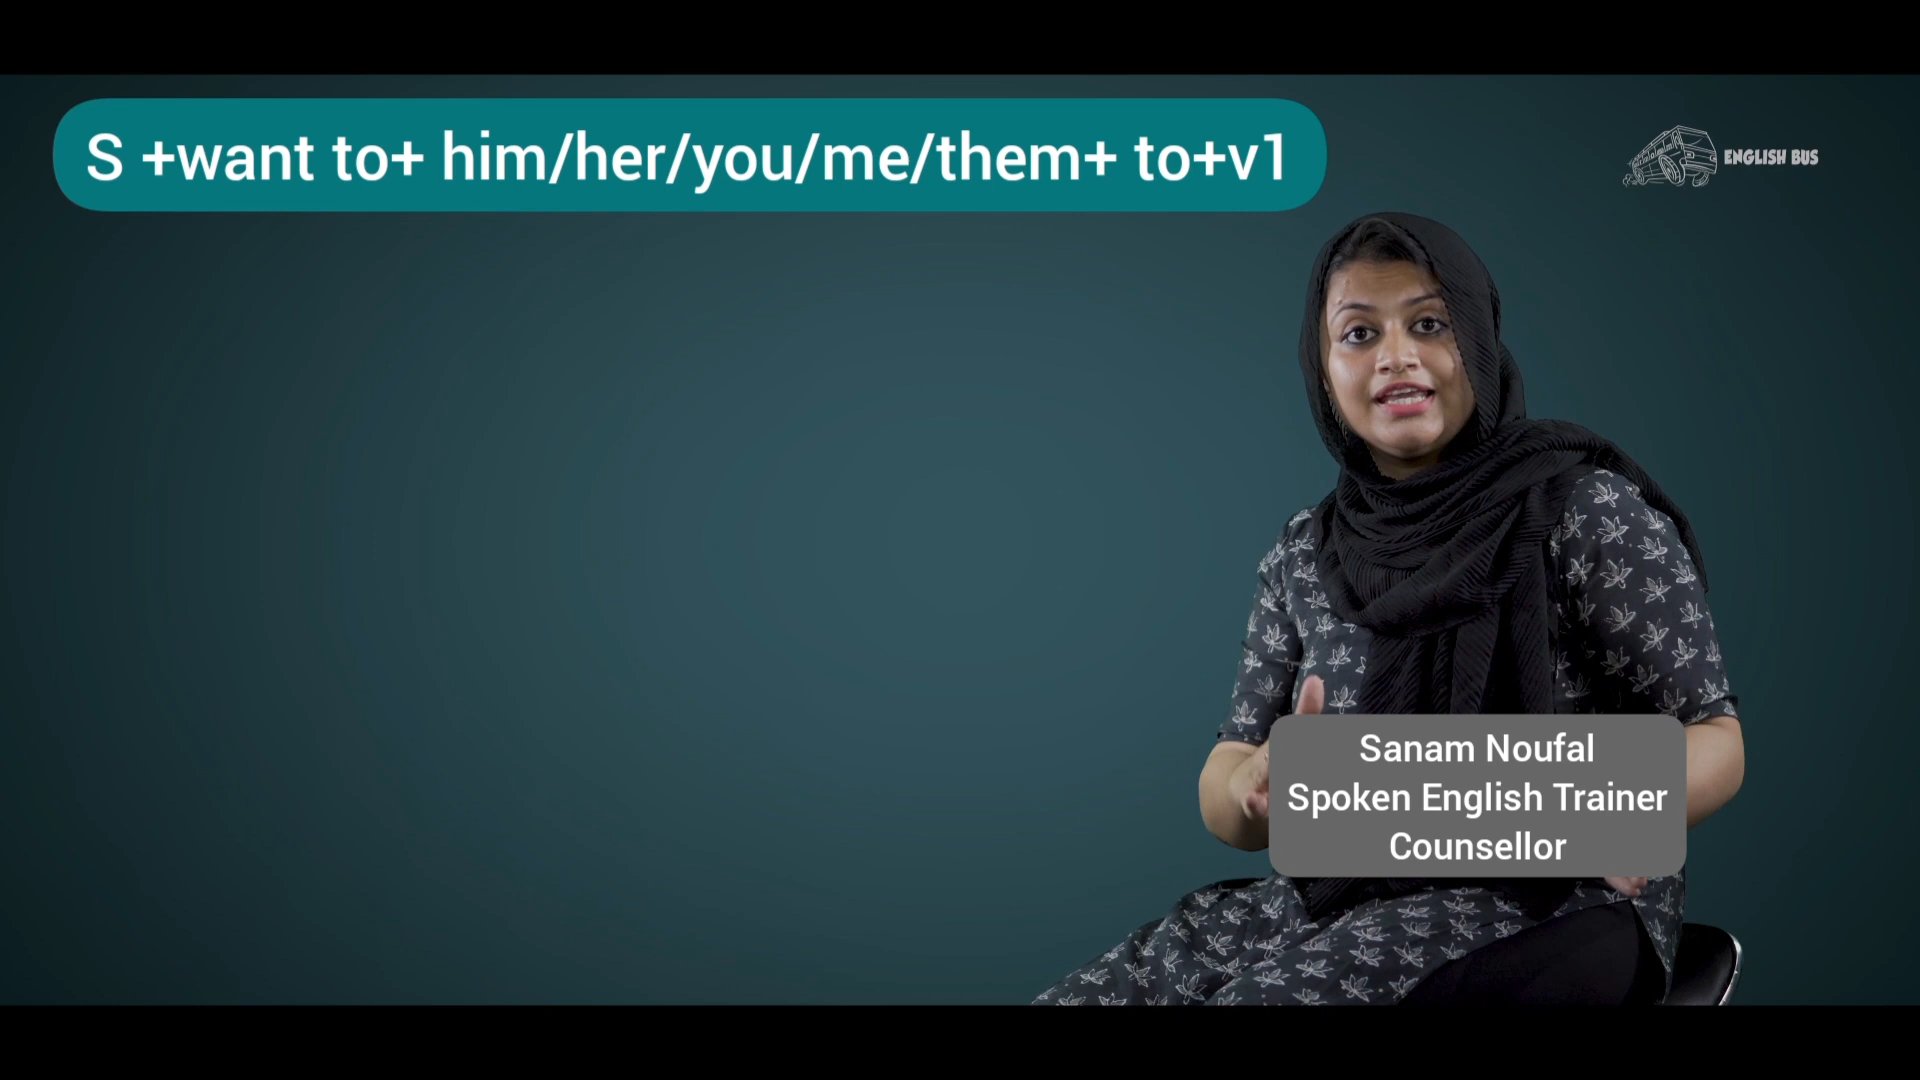 S +want to+ him/her/you/me/them+ to+v1
ENGLISH BUS
Sanam Noufal
Spoken English Trainer
Counsellor